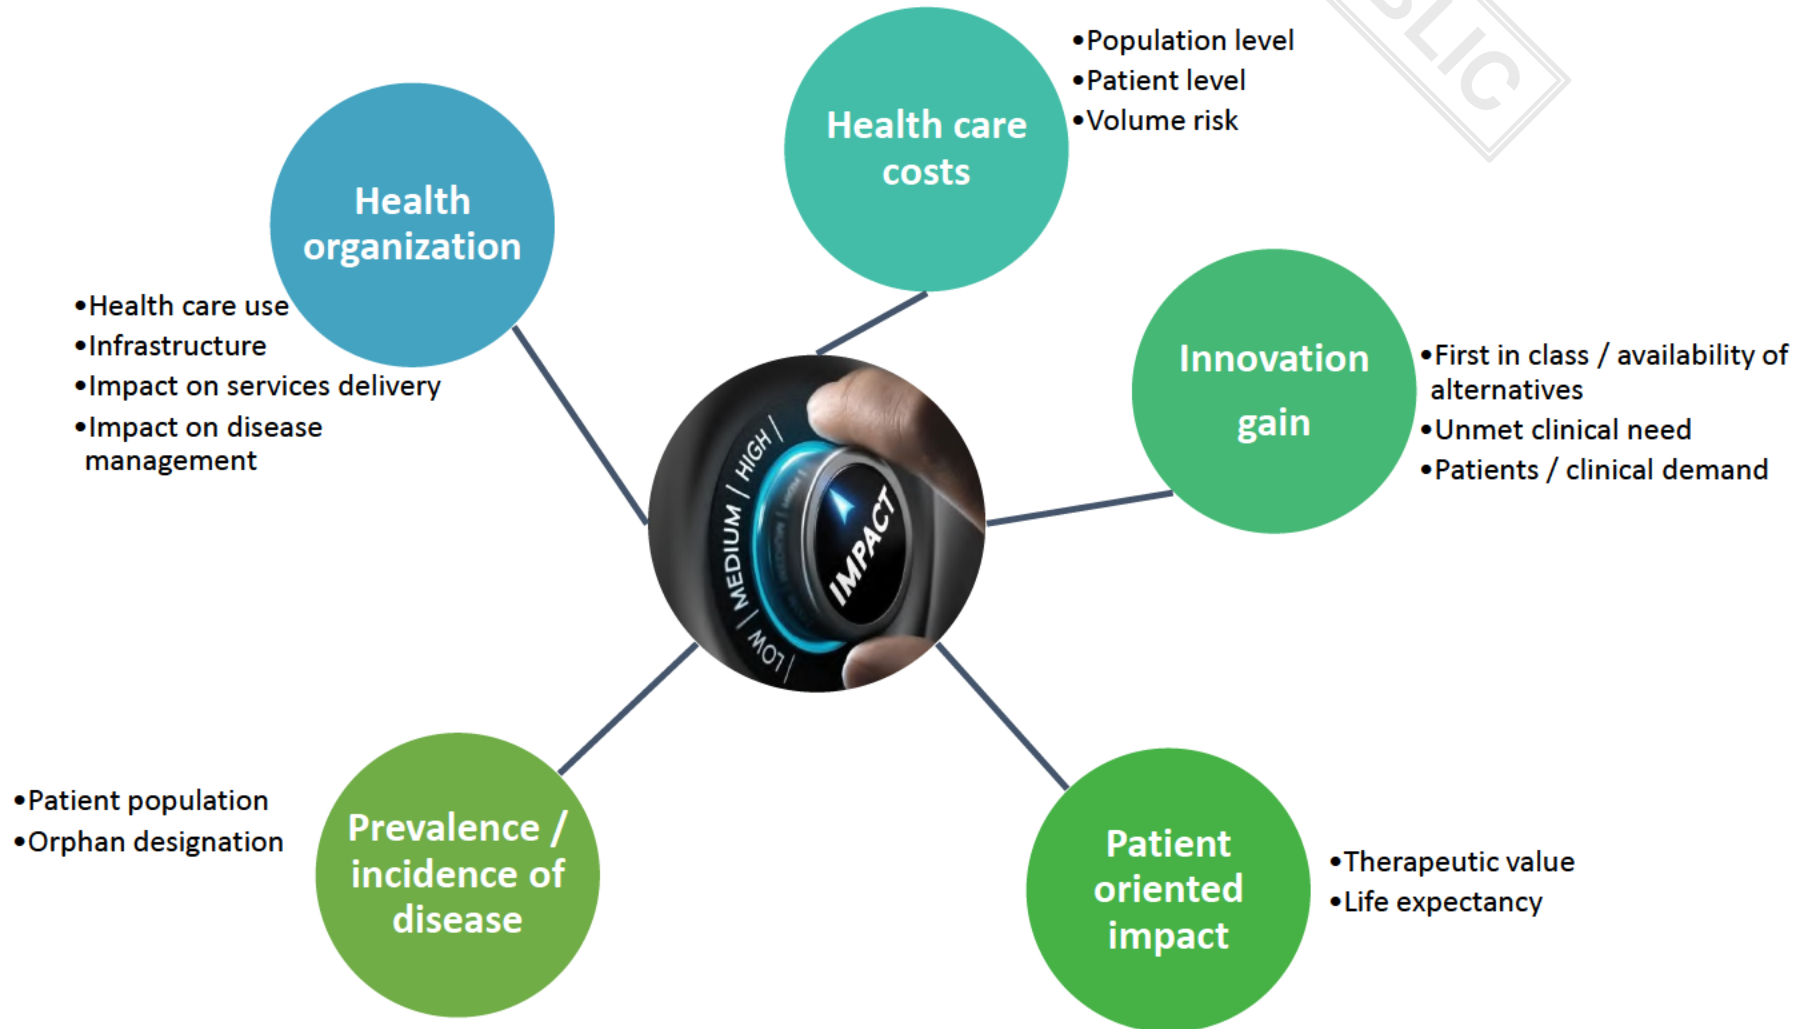 Health care
costs
•Population level
•Patient level
•Volume risk
Health
organization
•Health care use
•Infrastructure
•Impact on services delivery
•Impact on disease
management
Innovation
gain
•First in class / availability of
alternatives
•Unmet clinical need
•Patients / clinical demand
|LOW | MEDIUM | HIGH |
IMPACT
Prevalence /
incidence of
disease
•Patient population
•Orphan designation
Patient
oriented
impact
•Therapeutic value
•Life expectancy